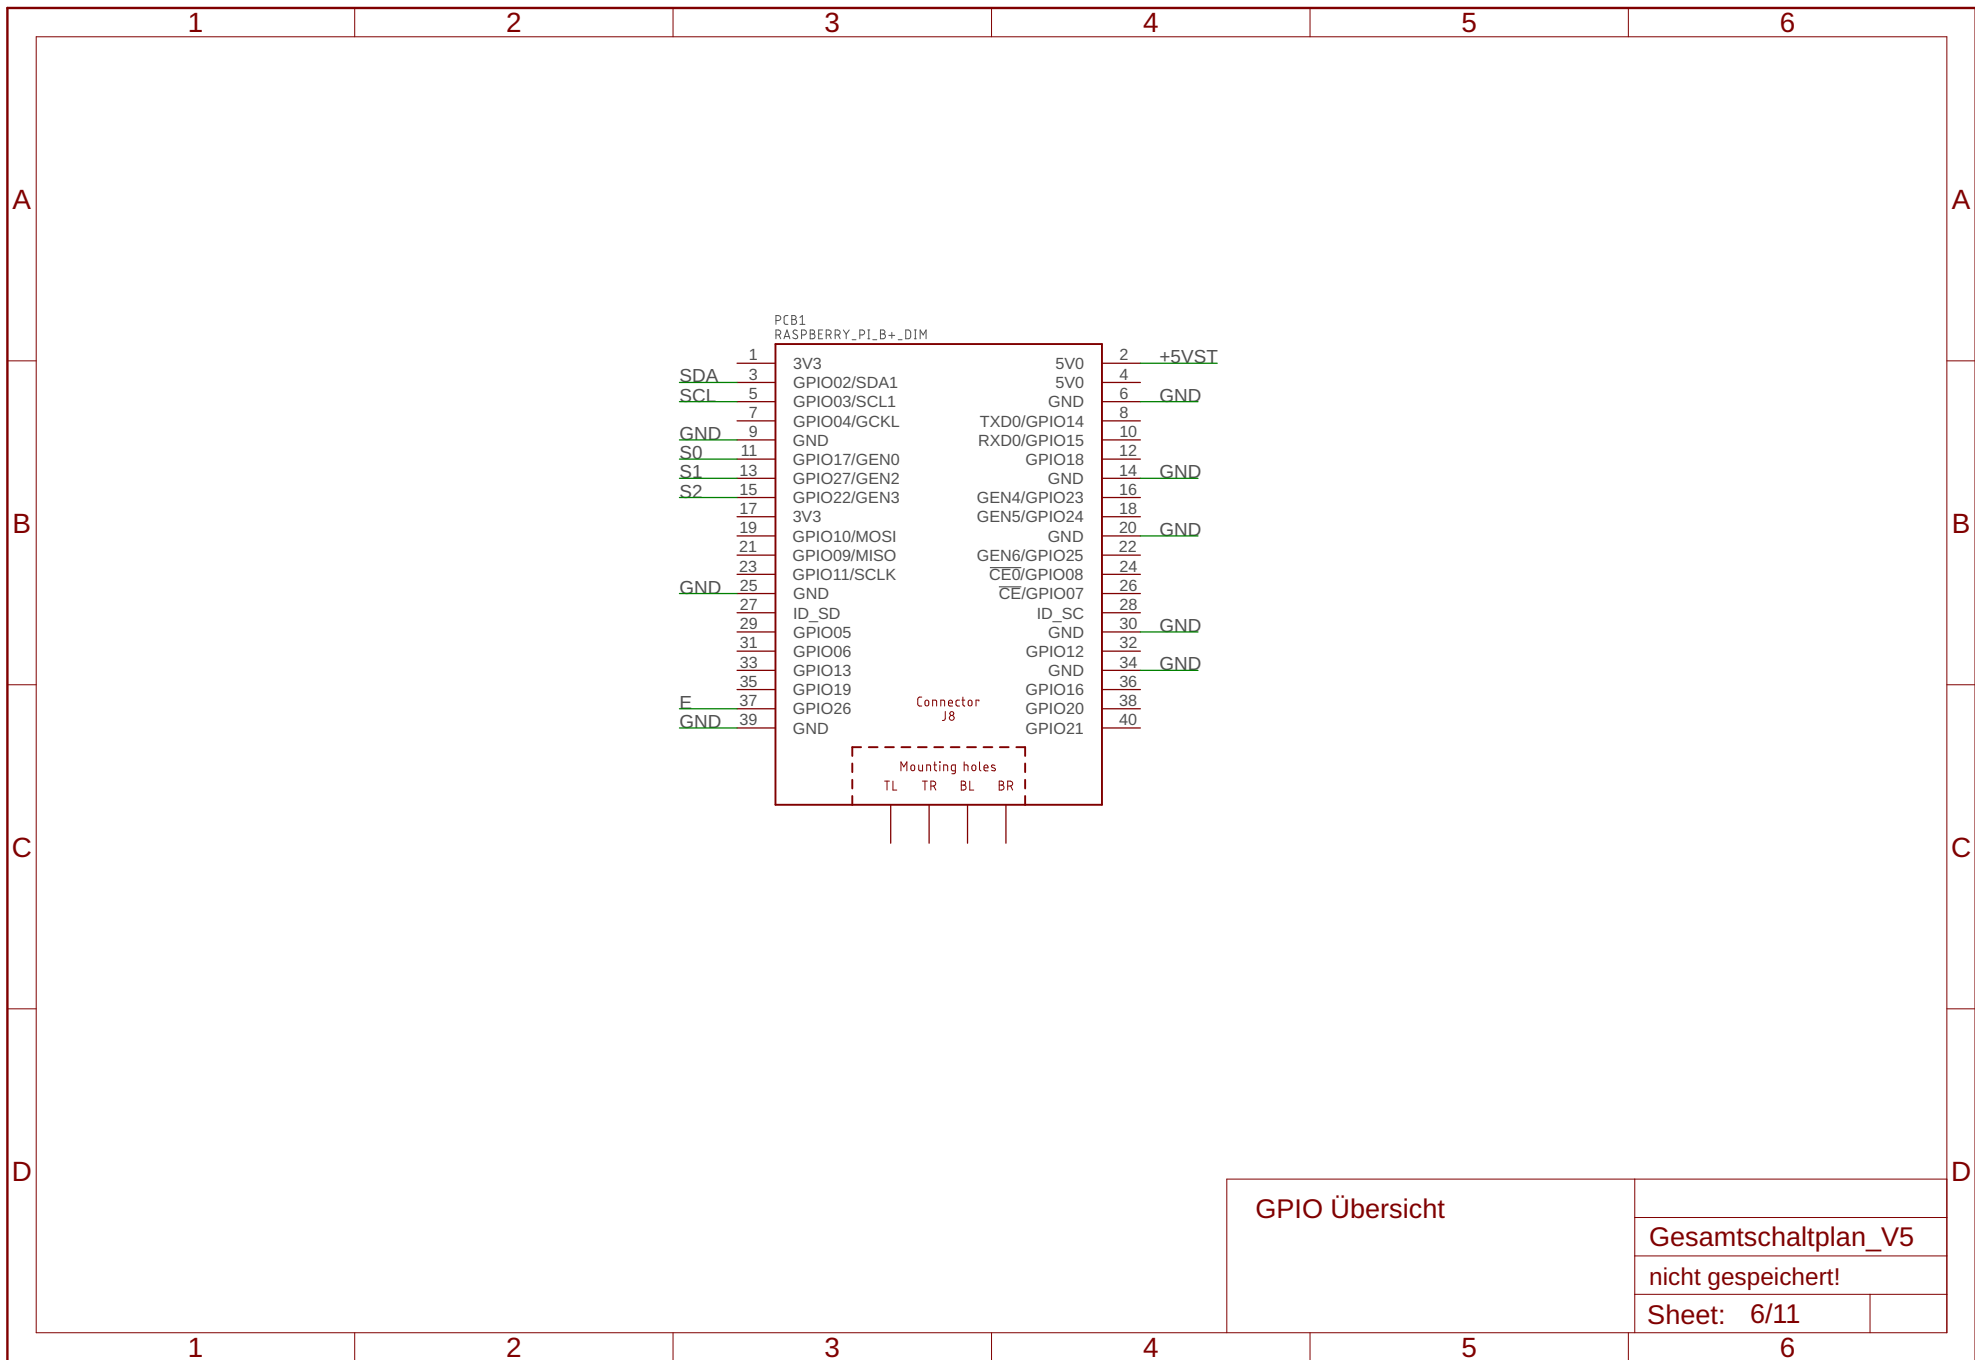 1 2 3 4 5 6
A A
PCB1
RASPBERRY_PI_B+_DIM
1 3V3 5V0 2 +5VST
SDA 3 GPIO02/SDA1 5V0 4
SCL 5 GPIO03/SCL1 GND 6 GND
7 GPIO04/GCKL TXD0/GPIO14 8
GND 9 GND RXD0/GPIO15 10
S0 11 GPIO17/GEN0 GPIO18 12
S1 13 GPIO27/GEN2 GND 14 GND
S2 15 GPIO22/GEN3 GEN4/GPIO23 16
17 3V3 GEN5/GPIO24 18
B B
19 GPIO10/MOSI GND 20 GND
21 GPIO09/MISO GEN6/GPIO25 22
23 GPIO11/SCLK CE0/GPIO08 24
GND 25 GND CE/GPIO07 26
27 ID_SD ID_SC 28
29 GPIO05 GND 30 GND
31 GPIO06 GPIO12 32
33 GPIO13 GND 34 GND
35 GPIO19 GPIO16 36
E 37 GPIO26 GPIO20 38
GND 39 GND GPIO21 40
Connector
J8
Mounting holes
TL TR BL BR
C C
D D
GPIO Übersicht
Gesamtschaltplan_V5
nicht gespeichert!
Sheet: 6/11
1 2 3 4 5 6